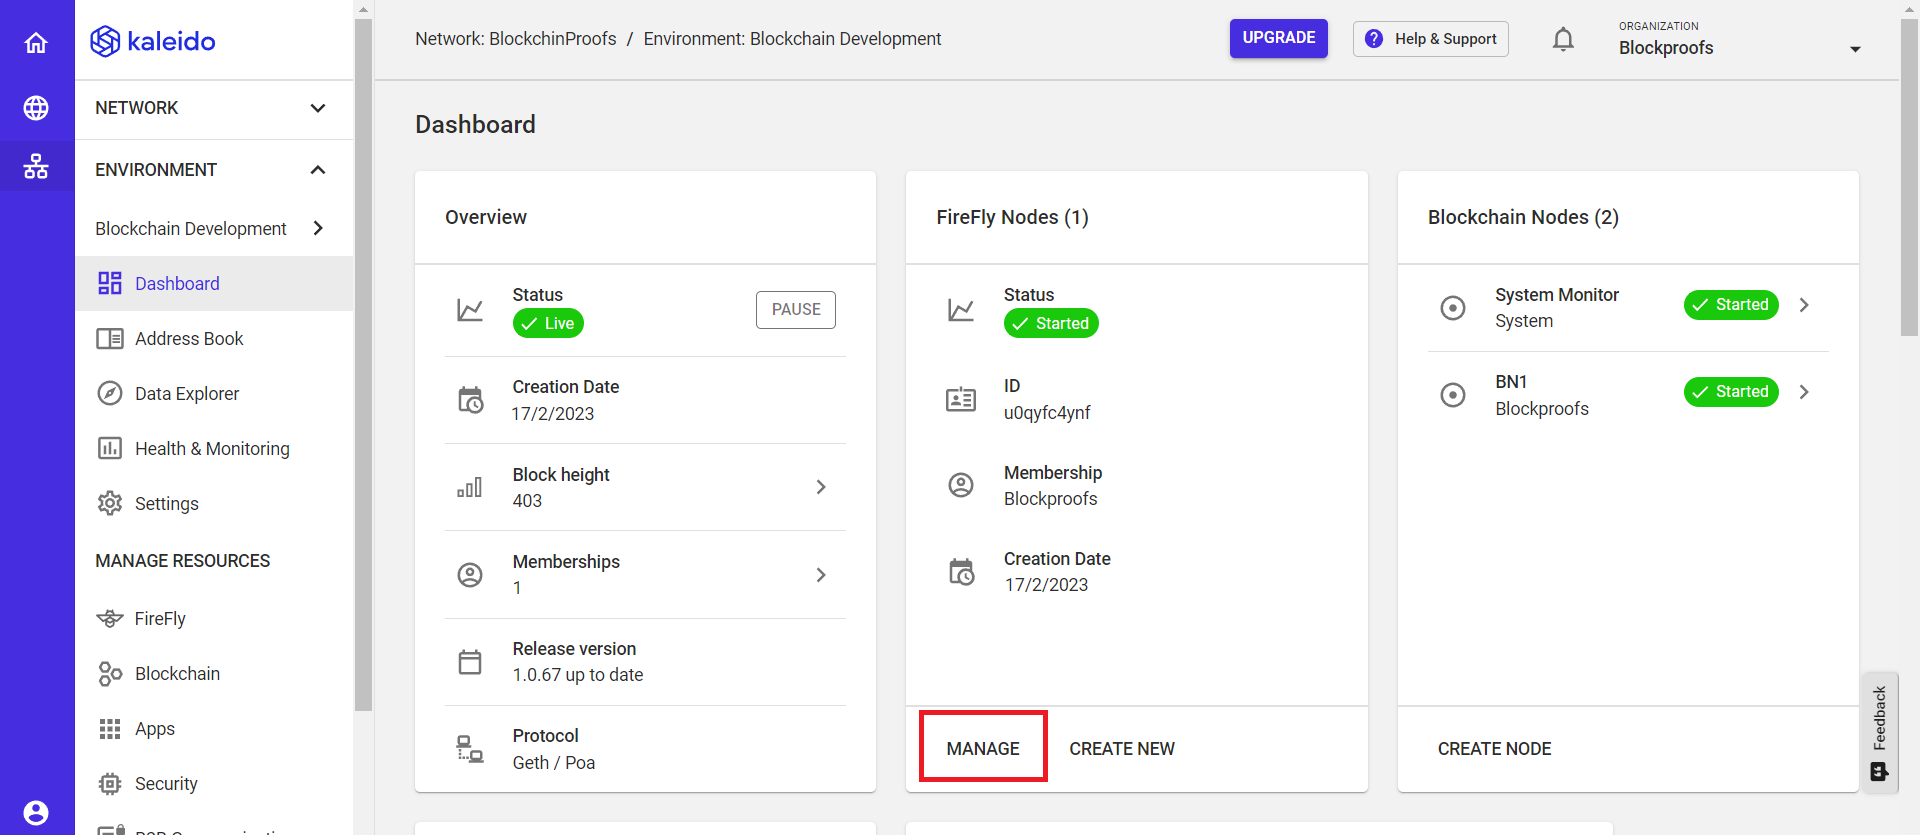 kaleido
NETWORK
ENVIRONMENT
Blockchain Development
Dashboard
Address Book
Data Explorer
Health & Monitoring
Settings
MANAGE RESOURCES
FireFly
Blockchain
Apps
Security
Network: BlockchinProofs / Environment: Blockchain Development
UPGRADE
? Help & Support
ORGANIZATION
Blockproofs
Dashboard
Overview
Status
Live
PAUSE
Creation Date
17/2/2023
Block height
403
Memberships
1
Release version
1.0.67 up to date
Protocol
Geth / Poa
FireFly Nodes (1)
Status
Started
ID
u0qyfc4ynf
Membership
Blockproofs
Creation Date
17/2/2023
MANAGE
CREATE NEW
Blockchain Nodes (2)
System Monitor
System
Started
BN1
Blockproofs
Started
CREATE NODE
Feedback